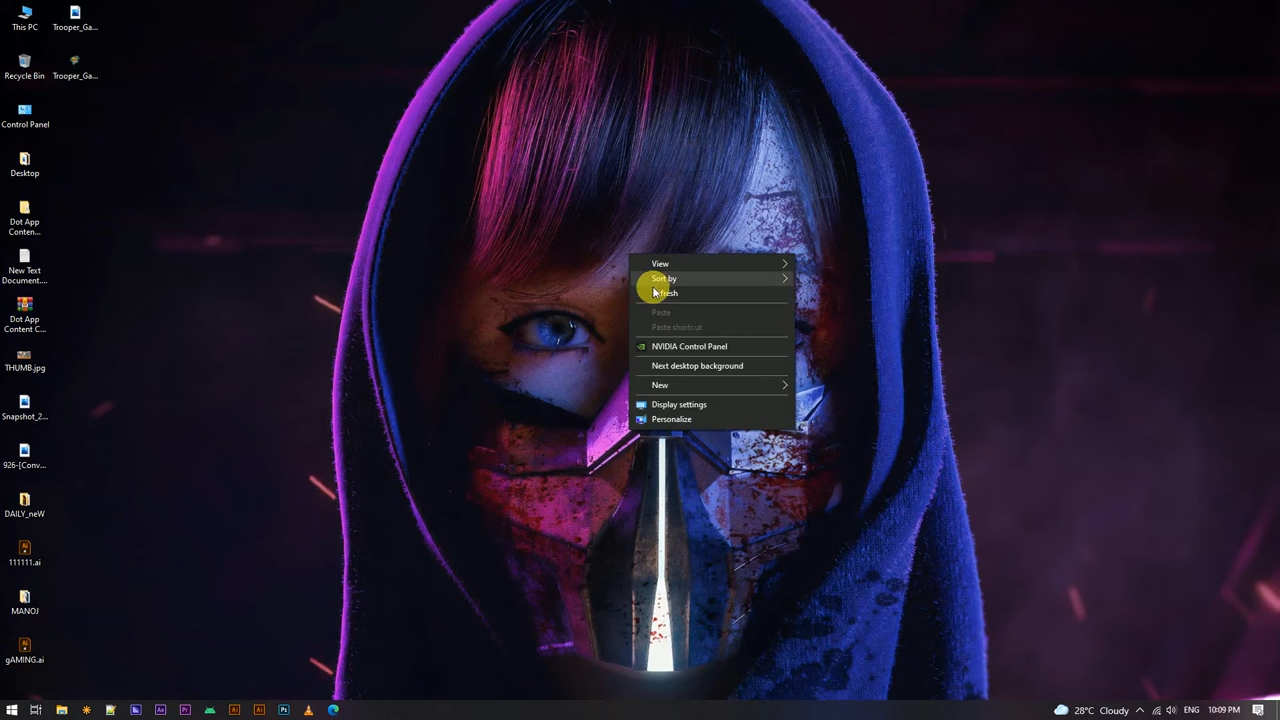 This PC
Trooper_Ga...
Recycle Bin
Trooper_Ga...
Control Panel
Desktop
Dot App
Conten...
New Text
Document....
Dot App
Content C...
THUMB.jpg
Snapshot_2...
926-[Conv...
DAILY_neW
111111.ai
MANOJ
gAMING.ai
View
Sort by
fresh
Paste
Paste shortcut
NVIDIA Control Panel
Next desktop background
New
Display settings
Personalize
28°C Cloudy
10:09 PM